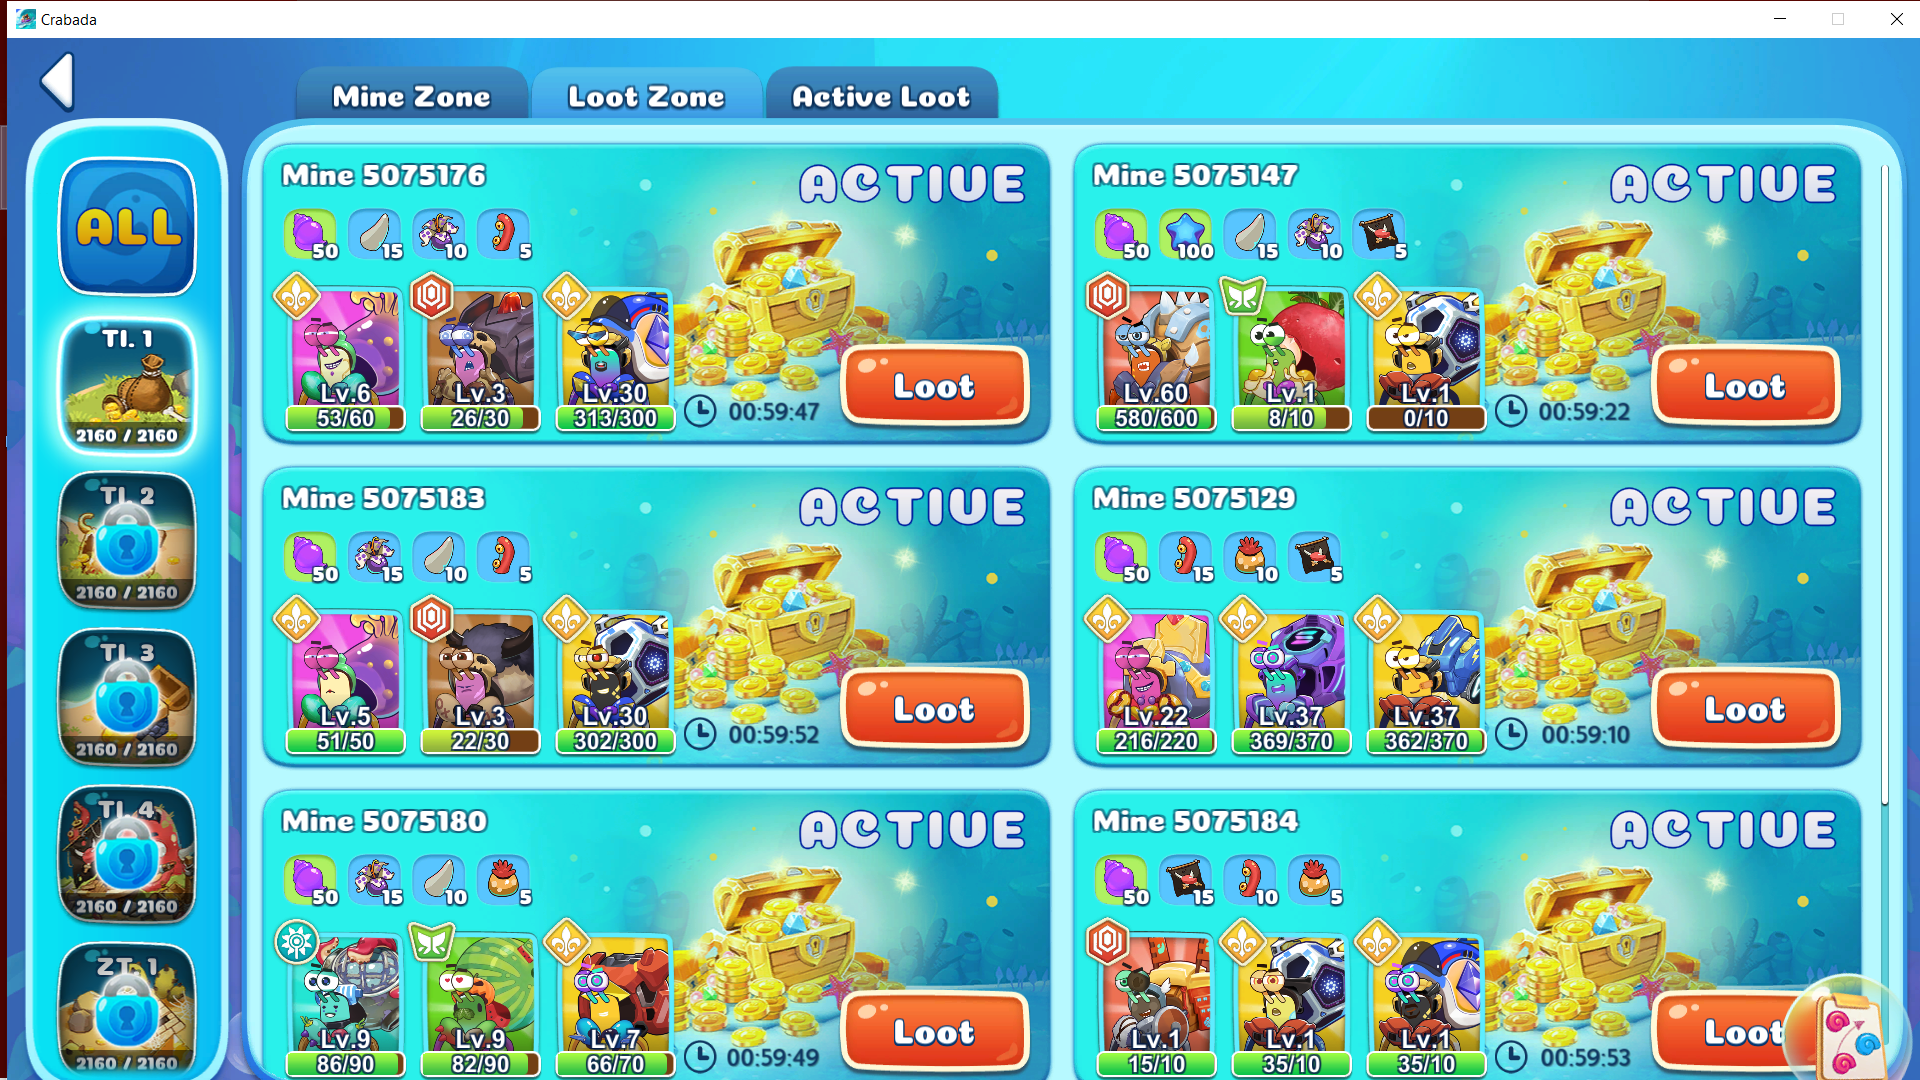 Crabada
Mine Zone
Loot Zone
Active Loot
ALL
TI. 1
2160 / 2160
TI. 2
2160 / 2160
TI. 3
2160 / 2160
TI. 4
2160 / 2160
ZT. 1
2160 / 2160
Mine 5075176
ACTIVE
50
15
10
5
Lv.6
Lv.3
Lv.30
53/60
26/30
313/300
00:59:47
Loot
Mine 5075147
ACTIVE
50
100
15
10
5
Lv.60
Lv.1
Lv.1
580/600
8/10
0/10
00:59:22
Loot
Mine 5075183
ACTIVE
50
15
10
5
Lv.5
Lv.3
Lv.30
51/50
22/30
302/300
00:59:52
Loot
Mine 5075129
ACTIVE
50
15
10
5
Lv.22
Lv.37
Lv.37
216/220
369/370
362/370
00:59:10
Loot
Mine 5075180
ACTIVE
50
15
10
5
Lv.9
Lv.9
Lv.7
86/90
82/90
66/70
00:59:49
Loot
Mine 5075184
ACTIVE
50
15
10
5
Lv.1
Lv.1
Lv.1
15/10
35/10
35/10
00:59:53
Loot